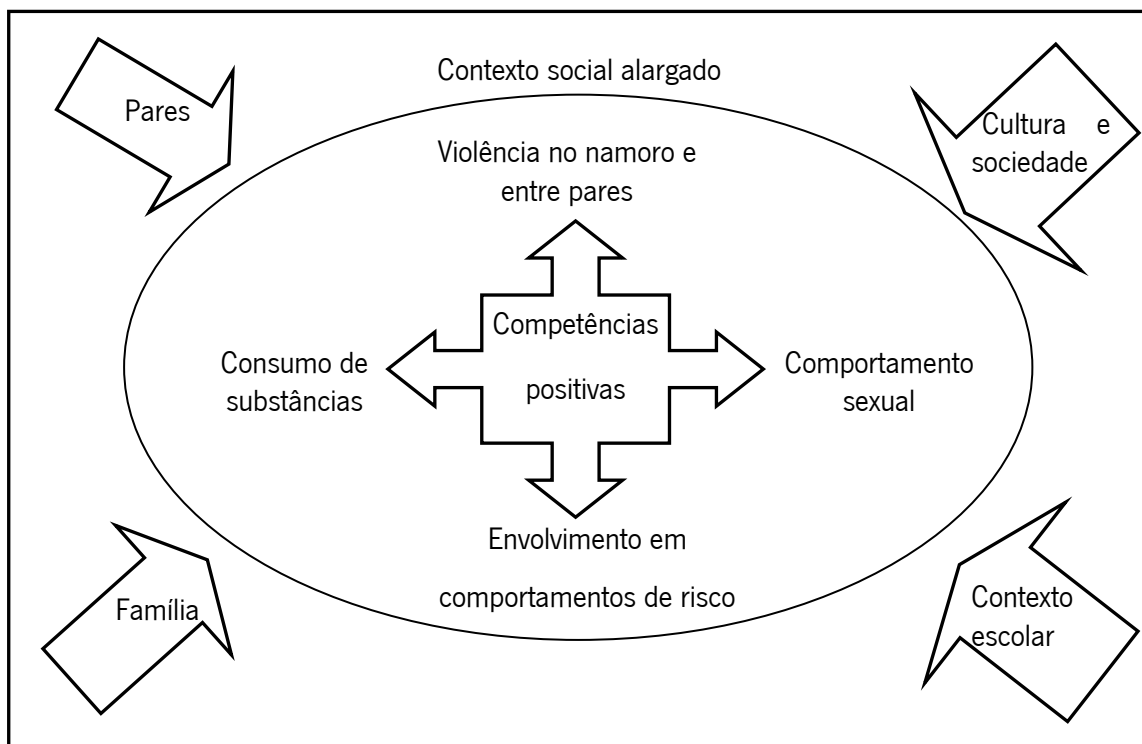 Contexto social alargado
Pares
Cultura e
sociedade
Violência no namoro e
entre pares
Competências
positivas
Consumo de
substâncias
Comportamento
sexual
Envolvimento em
comportamentos de risco
Família
Contexto
escolar